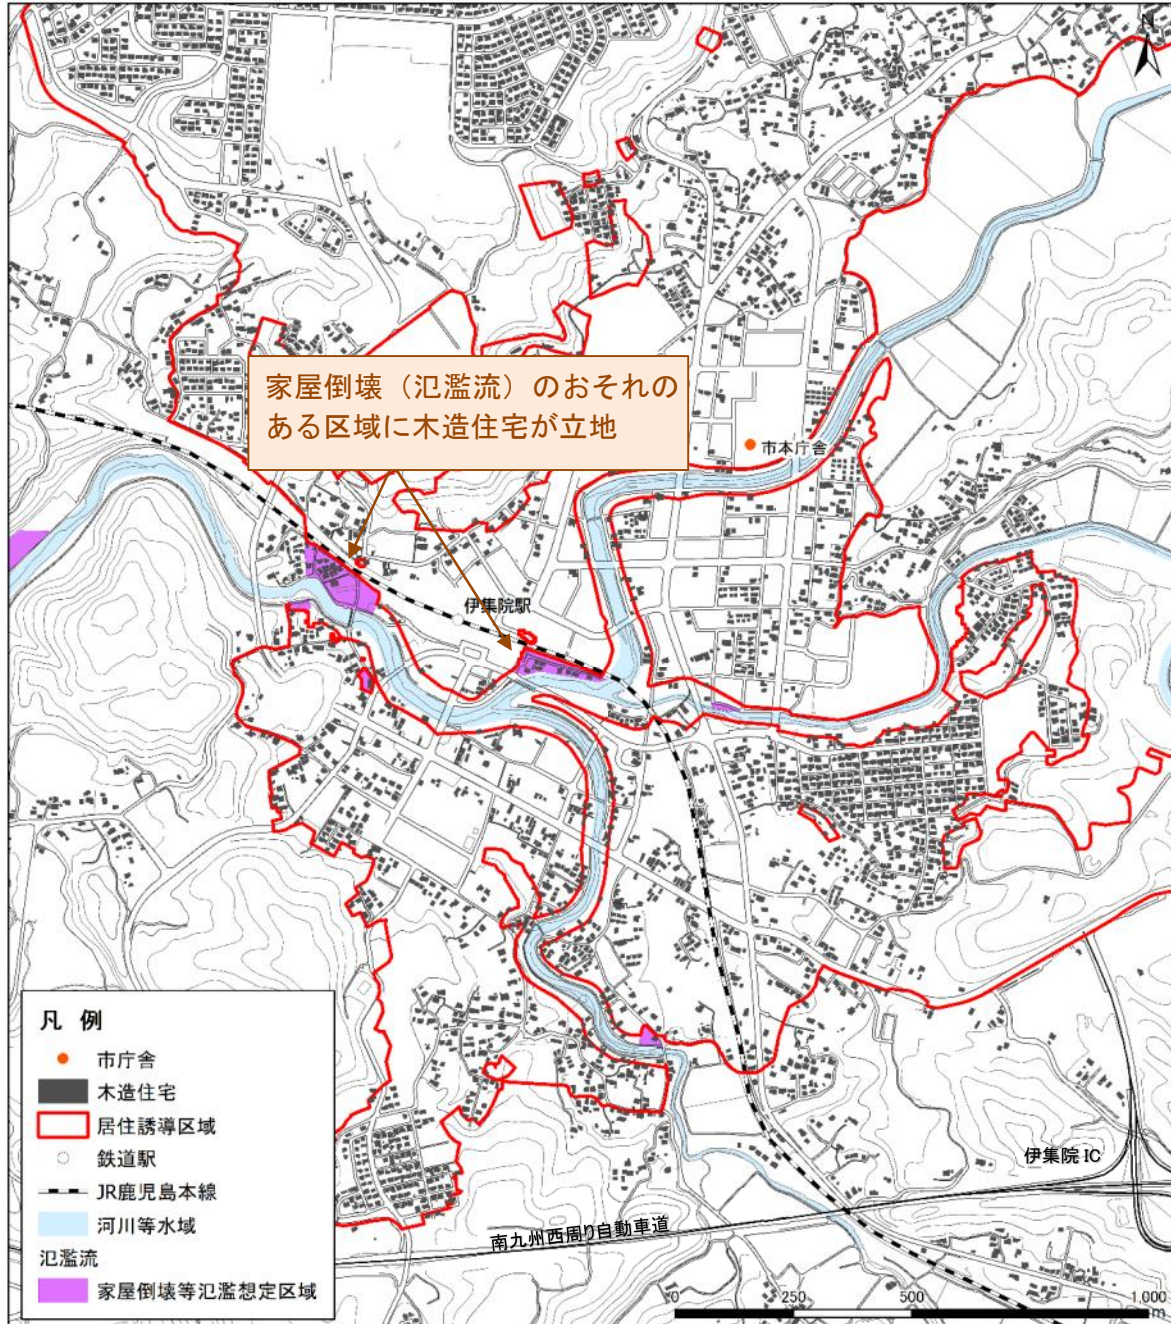 N
家屋倒壊（氾濫流）のおそれの
ある区域に木造住宅が立地
市本庁舎
伊集院駅
凡 例
市庁舎
木造住宅
居住誘導区域
鉄道駅
JR鹿児島本線
河川等水域
氾濫流
家屋倒壊等氾濫想定区域
伊集院 IC
南九州西周り自動車道
0 250 500 1,000
m